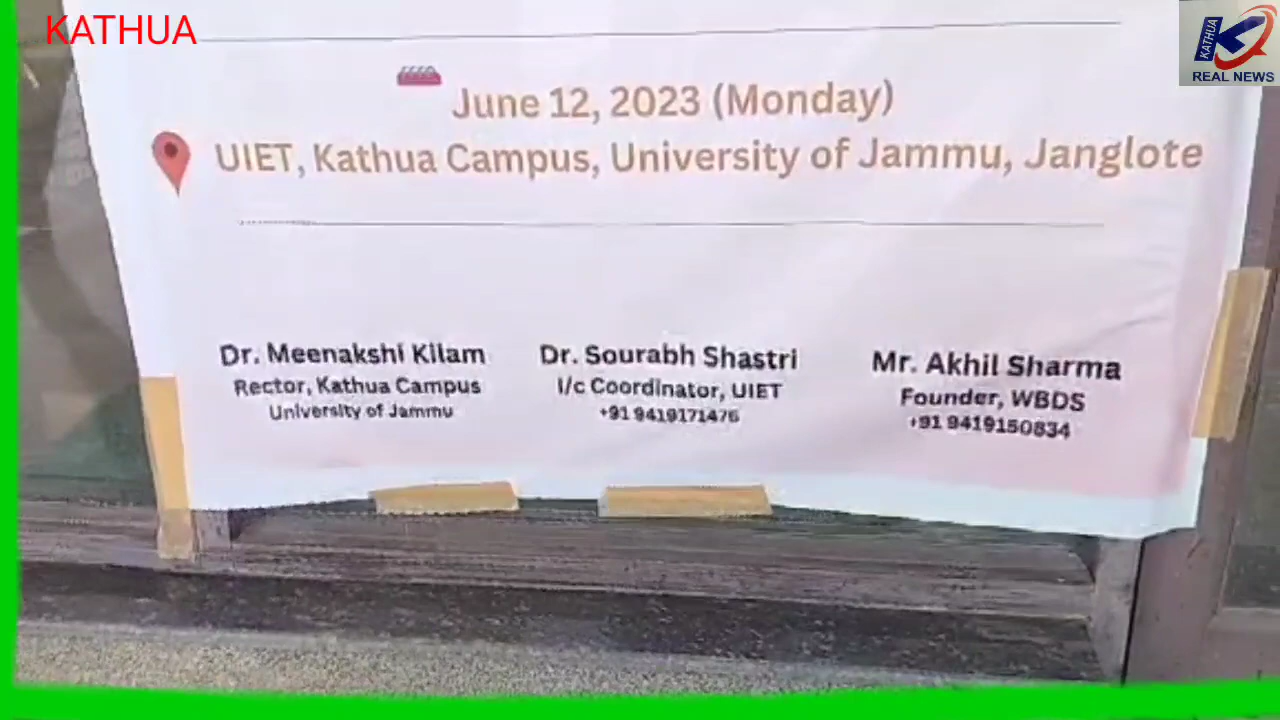 KATHUA
KATHUA
REAL NEWS
June 12, 2023 (Monday)
UIET, Kathua Campus, University of Jammu, Janglote
Dr. Meenakshi Kilam
Rector, Kathua Campus
University of Jammu
Dr. Sourabh Shastri
I/c Coordinator, UIET
+91 9419171476
Mr. Akhil Sharma
Founder, WBDS
+91 9419150834